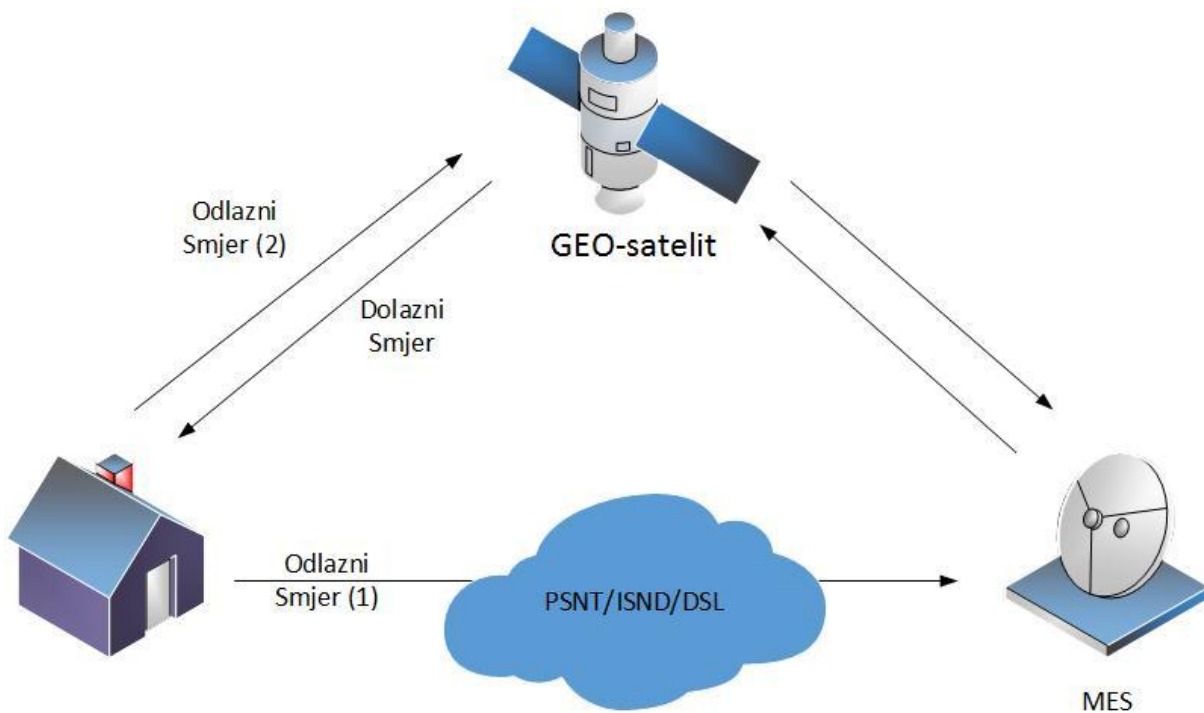 GEO-satelit
Odlazni
Smjer (2)
Dolazni
Smjer
Odlazni
Smjer (1)
PSNT/ISND/DSL
MES